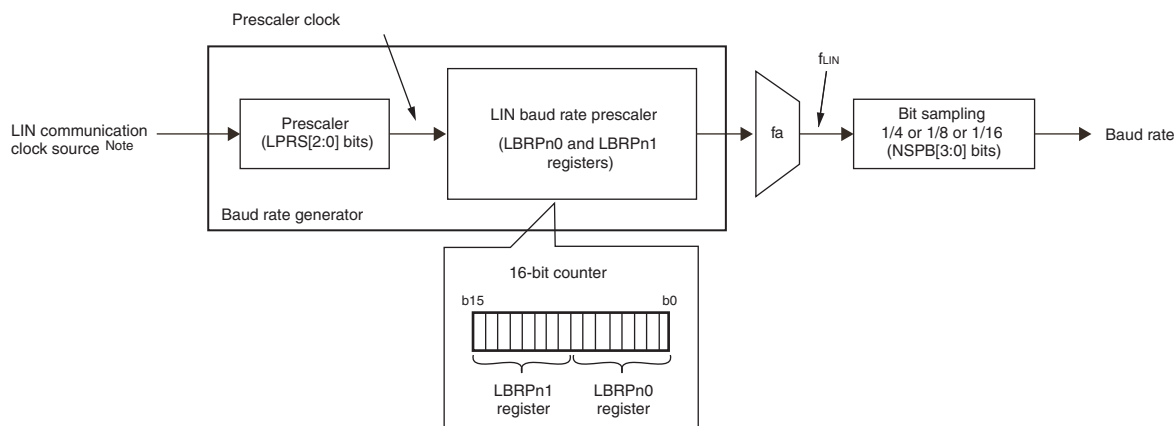 Prescaler clock
LIN communication
clock source Note
Prescaler
(LPRS[2:0] bits)
LIN baud rate prescaler
(LBRPn0 and LBRPn1
registers)
Baud rate generator
fa
fLIN
Bit sampling
1/4 or 1/8 or 1/16
(NSPB[3:0] bits)
Baud rate
16-bit counter
b15 b0
LBRPn1
register
LBRPn0
register